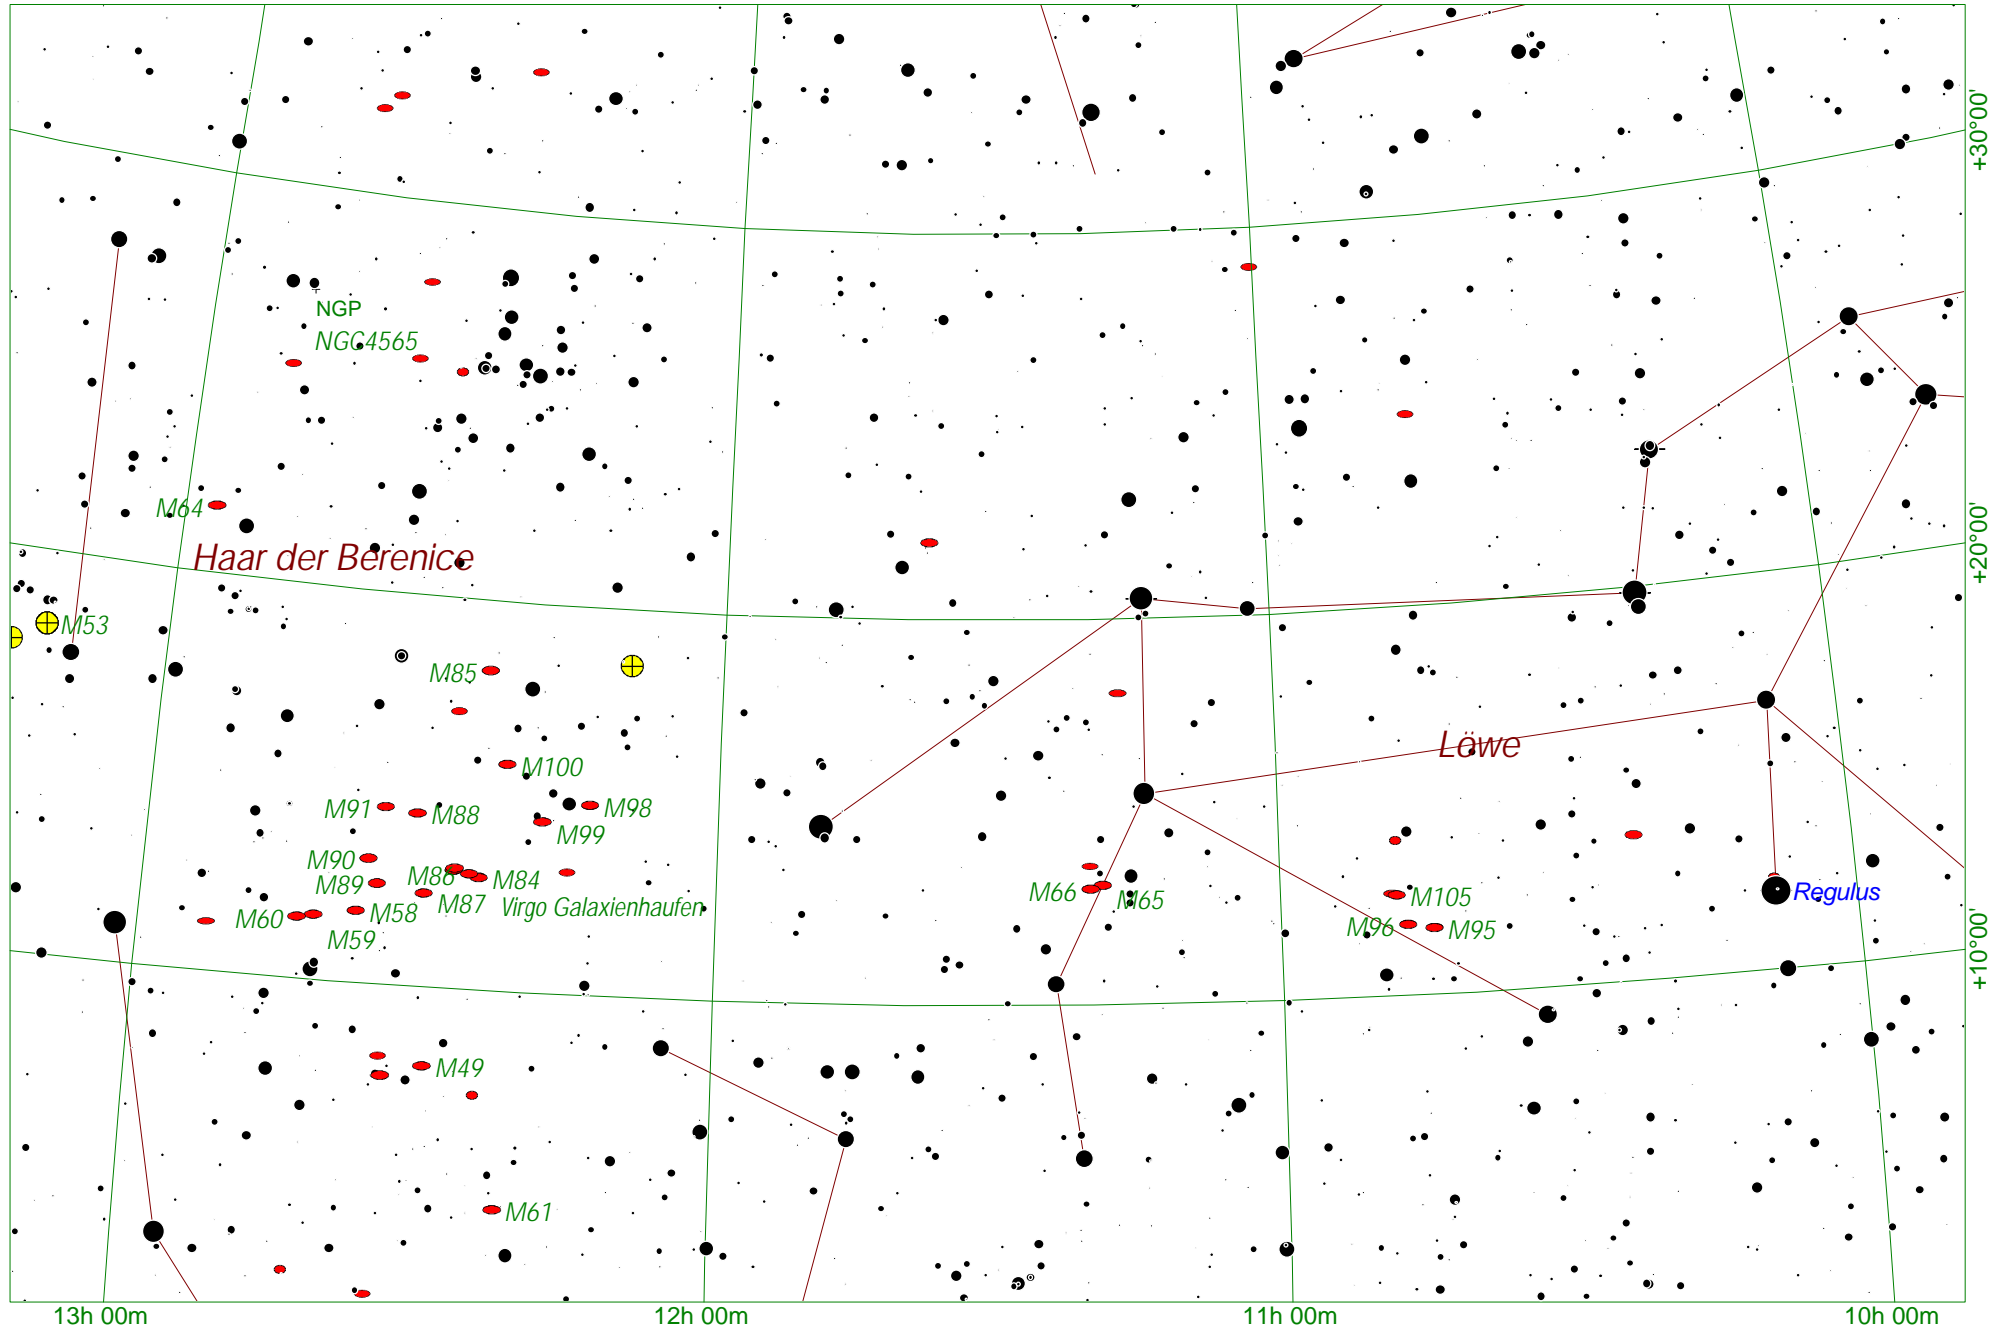 +30°00'
NGP
NGC4565
M64
Haar der Berenice
+20°00'
M53
M85
Löwe
M100
M91
M88
M98
M99
M90
M86
M84
M89
M87
Virgo Galaxienhaufen
M58
M60
M59
M66
M65
M105
M96
M95
Regulus
+10°00'
M49
M61
13h 00m
12h 00m
11h 00m
10h 00m